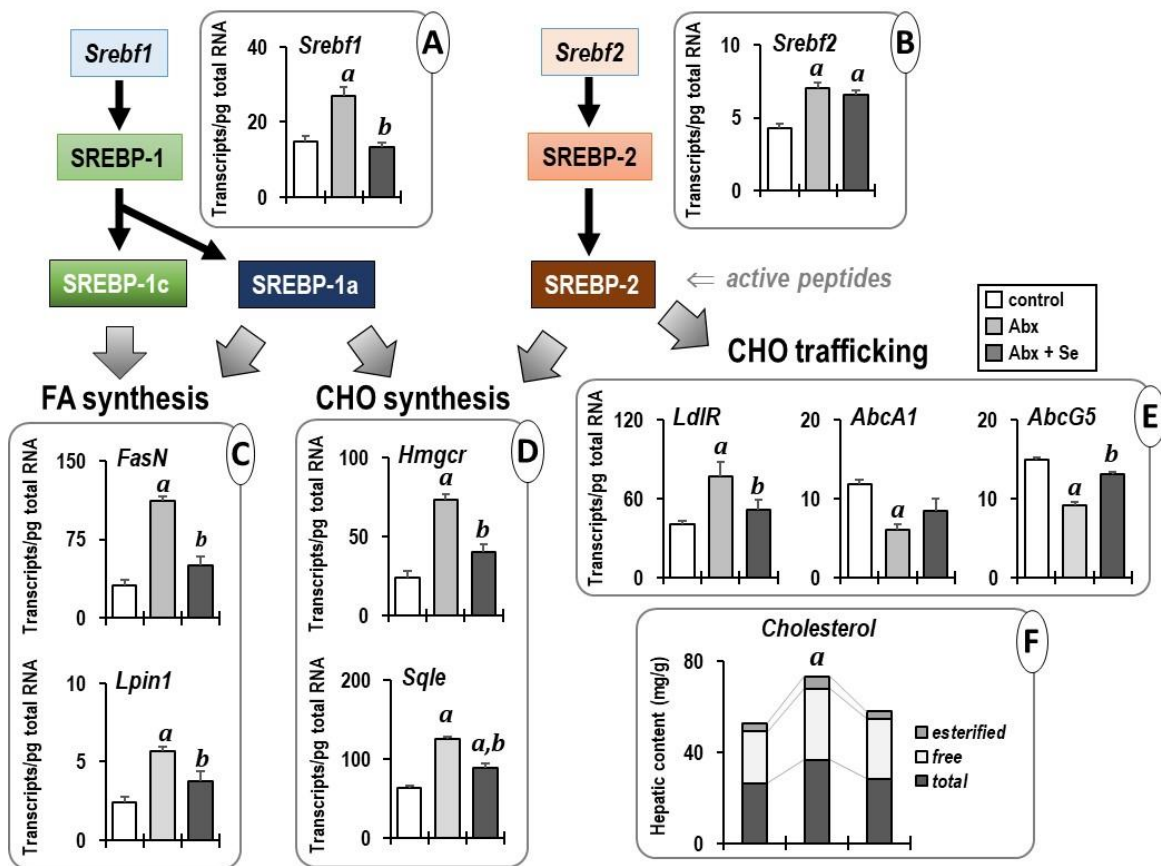 Srebf1
SREBP-1
SREBP-1c
SREBP-1a
A
Srebf1
Transcripts/pg total RNA
40
20
0
a
b
Srebf2
SREBP-2
SREBP-2
⇐ active peptides
B
Srebf2
Transcripts/pg total RNA
10
5
0
a
a
control
Abx
Abx + Se
FA synthesis
CHO synthesis
CHO trafficking
C
FasN
Transcripts/pg total RNA
150
75
0
a
b
Lpin1
Transcripts/pg total RNA
10
5
0
a
b
D
Hmgcr
Transcripts/pg total RNA
100
50
0
a
b
Sqle
Transcripts/pg total RNA
200
100
0
a
a,b
E
LdlR
Transcripts/pg total RNA
120
60
0
a
b
AbcA1
20
10
0
a
AbcG5
20
10
0
a
b
F
Cholesterol
Hepatic content (mg/g)
80
40
0
a
esterified
free
total